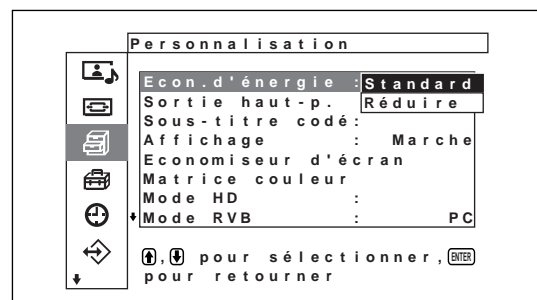 Personnalisation
Econ.d'énergie :Standard
Sortie haut-p. Réduire
Sous-titre codé:
Affichage : Marche
Economiseur d'écran
Matrice couleur
Mode HD :
Mode RVB : PC
, pour sélectionner, ENTER
pour retourner